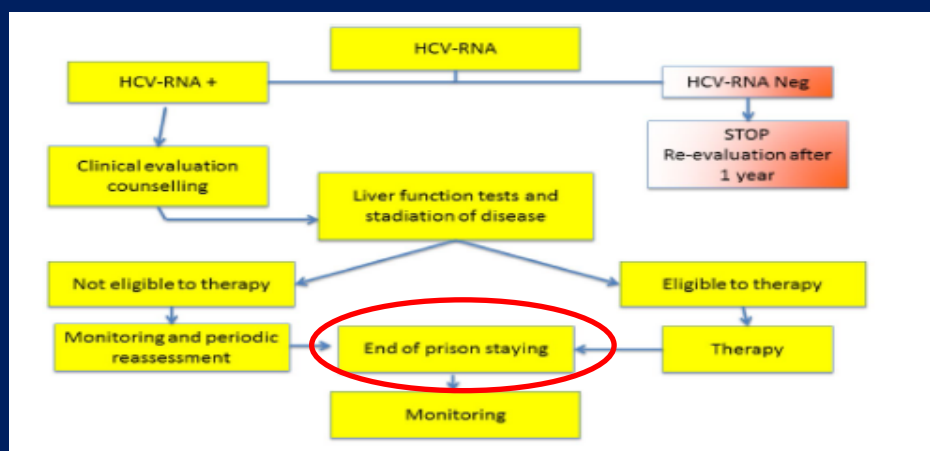 HCV-RNA
HCV-RNA +
HCV-RNA Neg
STOP
Re-evaluation after
1 year
Clinical evaluation
counselling
Liver function tests and
stadiation of disease
Not eligible to therapy
Eligible to therapy
Monitoring and periodic
reassessment
End of prison staying
Therapy
Monitoring